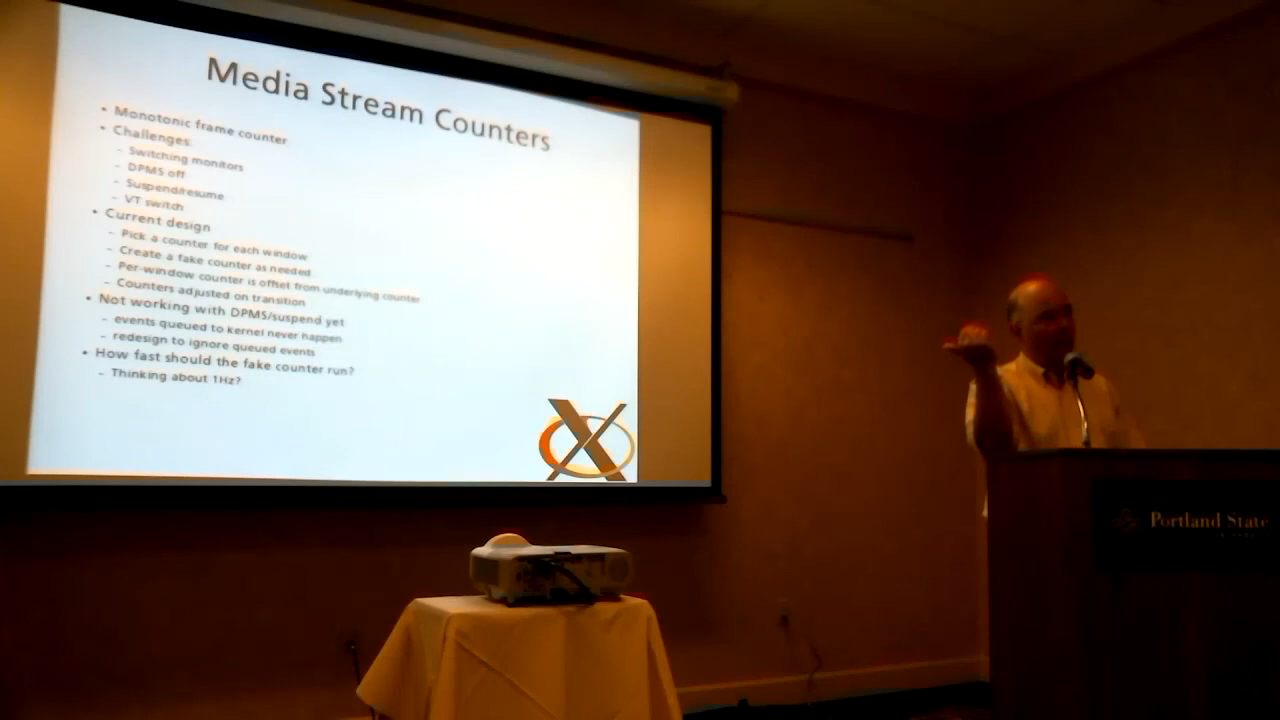 Media Stream Counters
• Monotonic frame counter
• Challenges:
– Switching monitors
– DPMS off
– Suspend/resume
– VT switch
• Current design
– Pick a counter for each window
– Create a fake counter as needed
– Per-window counter is offset from underlying counter
– Counters adjusted on transition
• Not working with DPMS/suspend yet
– events queued to kernel never happen
– redesign to ignore queued events
• How fast should the fake counter run?
– Thinking about 1Hz?
X
Portland State